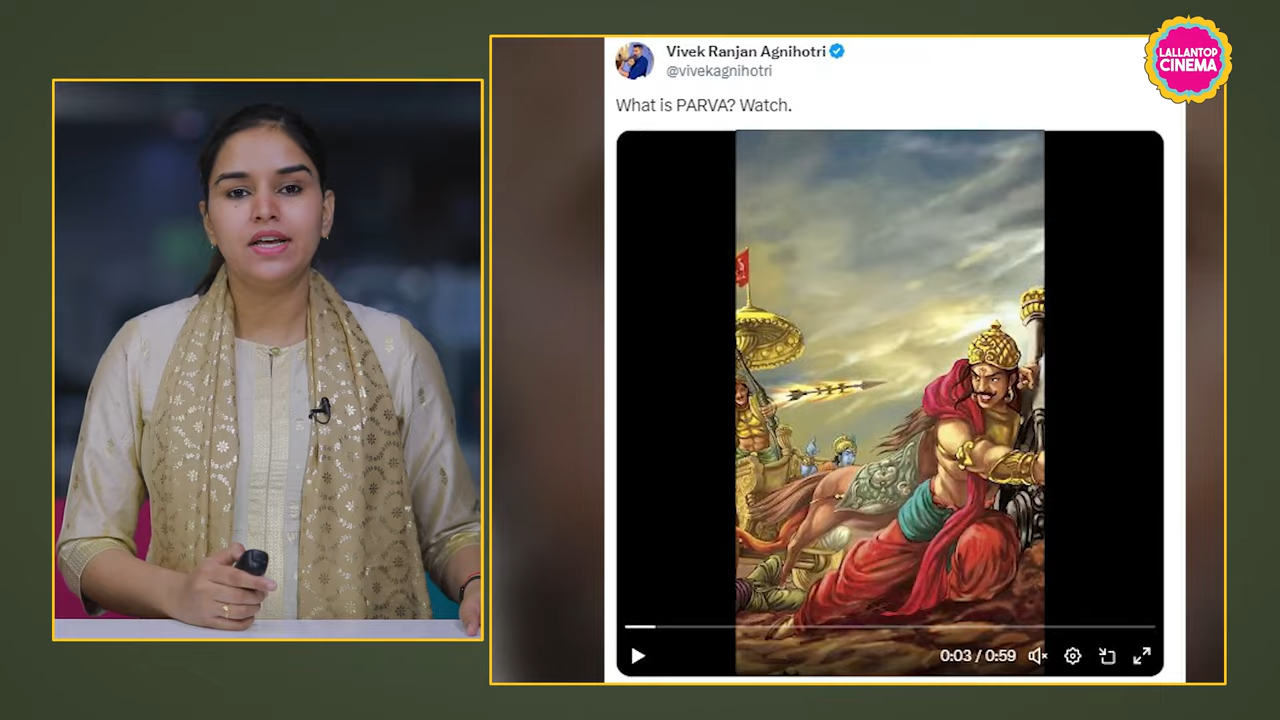 Vivek Ranjan Agnihotri
@vivekagnihotri
What is PARVA? Watch.
0:03 / 0:59
LALLANTOP
CINEMA